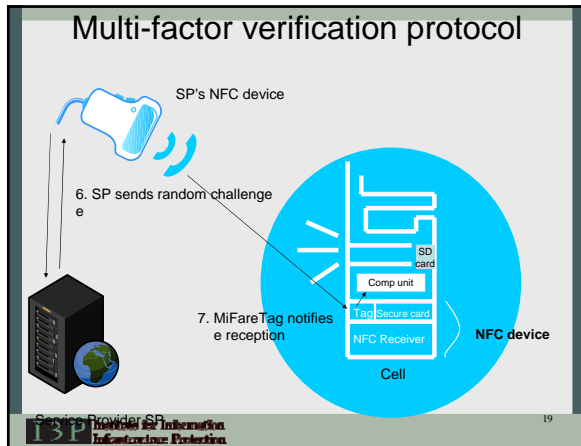 Multi-factor verification protocol
SP's NFC device
6. SP sends random challenge
e
SD
card
Comp unit
7. MiFareTag notifies
e reception
Tag
Secure card
NFC Receiver
NFC device
Cell
Service Provider SP
I3P
Institute for Information
Infrastructure Protection
19